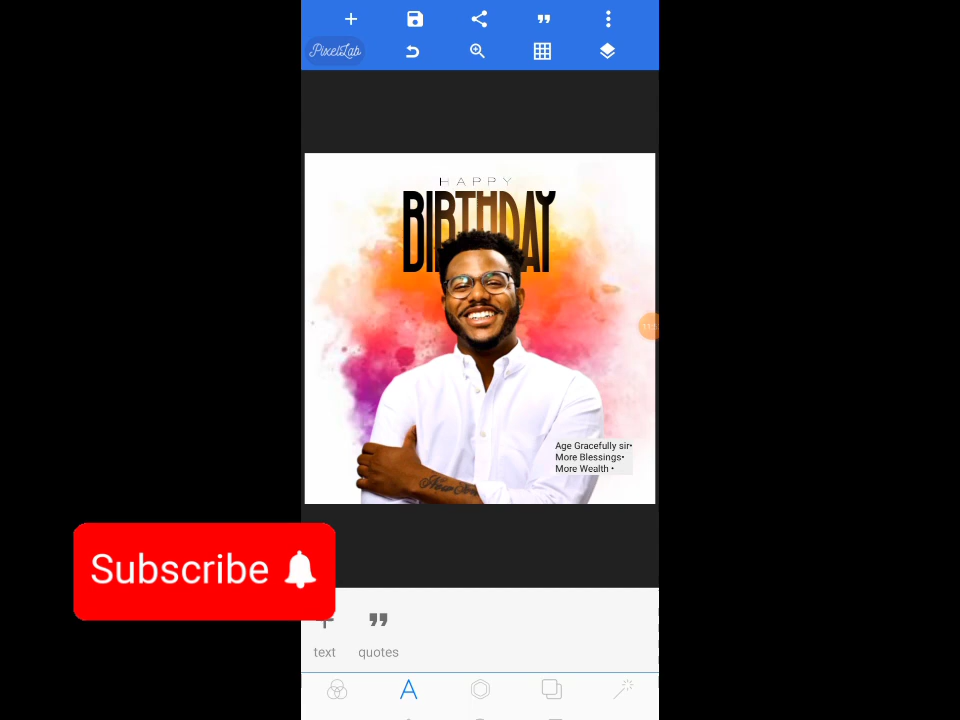 PixelLab
HAPPY
BIRTHDAY
Age Gracefully sir•
More Blessings•
More Wealth •
Subscribe
text
quotes